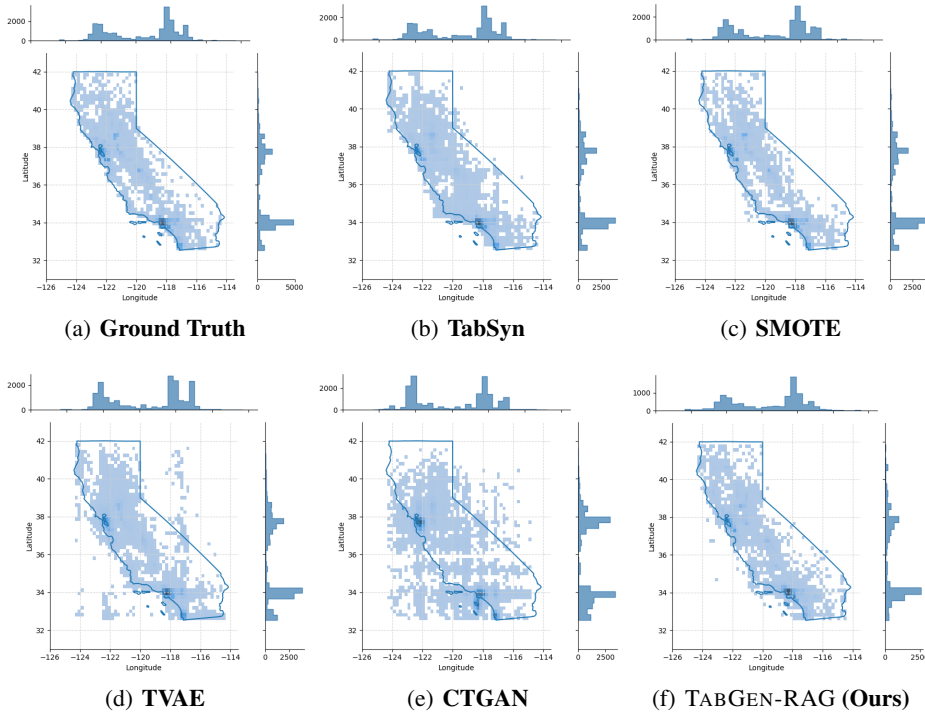 2000
0
42
40
38
36
34
32
Latitude
−126 −124 −122 −120 −118 −116 −114
Longitude
0 5000
(a) Ground Truth
2000
0
42
40
38
36
34
32
Latitude
−126 −124 −122 −120 −118 −116 −114
Longitude
0 2500
(b) TabSyn
2000
0
42
40
38
36
34
32
Latitude
−126 −124 −122 −120 −118 −116 −114
Longitude
0 2500
(c) SMOTE
2000
0
42
40
38
36
34
32
Latitude
−126 −124 −122 −120 −118 −116 −114
Longitude
0 2500
(d) TVAE
2000
0
42
40
38
36
34
32
Latitude
−126 −124 −122 −120 −118 −116 −114
Longitude
0 2500
(e) CTGAN
1000
0
42
40
38
36
34
32
Latitude
−126 −124 −122 −120 −118 −116 −114
Longitude
0 2500
(f) TABGEN-RAG (Ours)